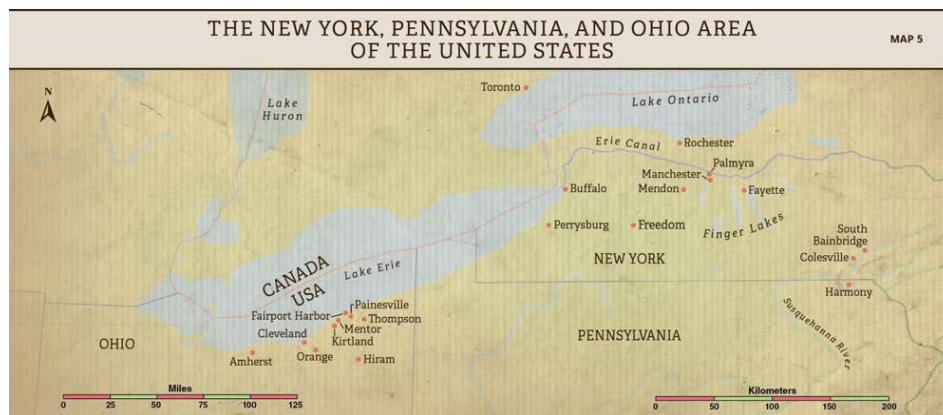 THE NEW YORK, PENNSYLVANIA, AND OHIO AREA
OF THE UNITED STATES
MAP 5
N
Toronto
Lake
Huron
Lake Ontario
Erie Canal
Rochester
Palmyra
Manchester
Mendon
Fayette
Buffalo
Perrysburg
Freedom
Finger Lakes
South
Bainbridge
Colesville
NEW YORK
Harmony
CANADA
USA
Lake Erie
Painesville
Fairport Harbor
Thompson
Mentor
Cleveland
Kirtland
OHIO
Orange
Hiram
Amherst
PENNSYLVANIA
Susquehanna River
Miles
0 25 50 75 100 125
Kilometers
0 50 100 150 200